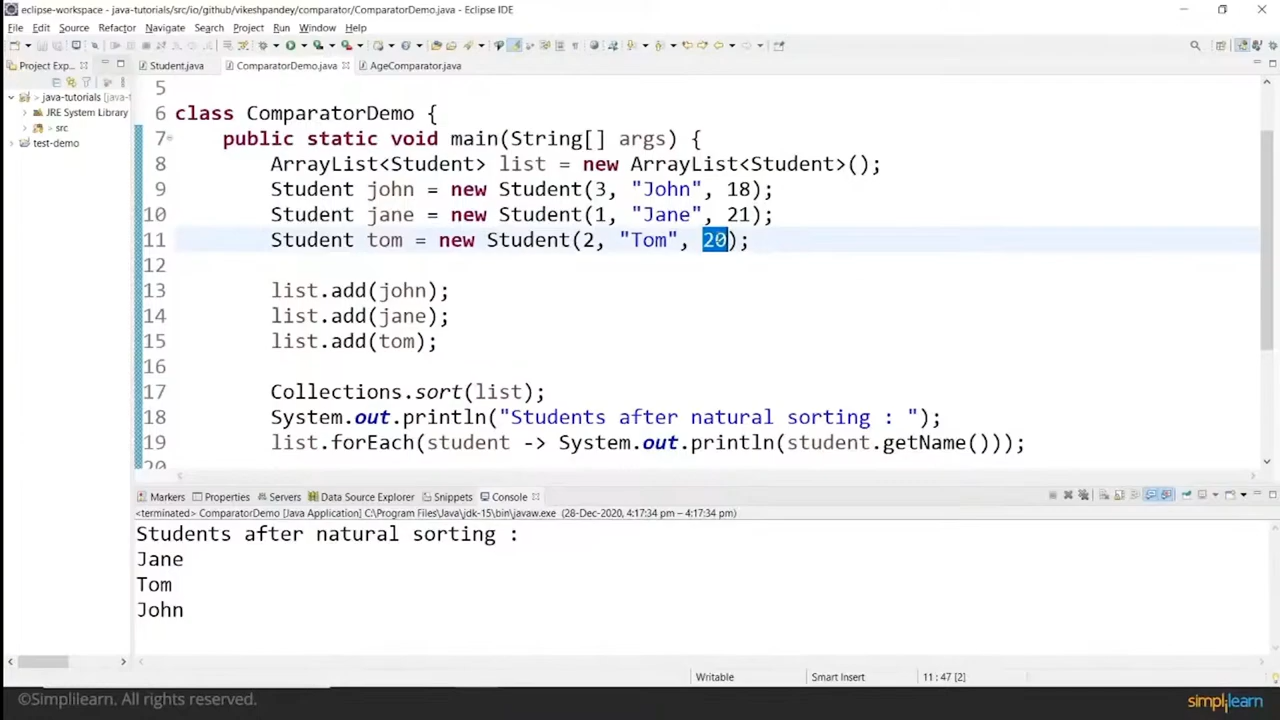 eclipse-workspace - java-tutorials/src/io/github/vikeshpandey/comparator/ComparatorDemo.java - Eclipse IDE
File Edit Source Refactor Navigate Search Project Run Window Help
Project Exp...
Student.java ComparatorDemo.java AgeComparator.java
java-tutorials [java-t
JRE System Library
src
test-demo
5
6 class ComparatorDemo {
7 public static void main(String[] args) {
8 ArrayList<Student> list = new ArrayList<Student>();
9 Student john = new Student(3, "John", 18);
10 Student jane = new Student(1, "Jane", 21);
11 Student tom = new Student(2, "Tom", 20);
12
13 list.add(john);
14 list.add(jane);
15 list.add(tom);
16
17 Collections.sort(list);
18 System.out.println("Students after natural sorting : ");
19 list.forEach(student -> System.out.println(student.getName()));
20
Markers Properties Servers Data Source Explorer Snippets Console
<terminated> ComparatorDemo [Java Application] C:\Program Files\Java\jdk-15\bin\javaw.exe (28-Dec-2020, 4:17:34 pm – 4:17:34 pm)
Students after natural sorting :
Jane
Tom
John
Writable Smart Insert 11 : 47 [2]
©Simplilearn. All rights reserved.
simplilearn